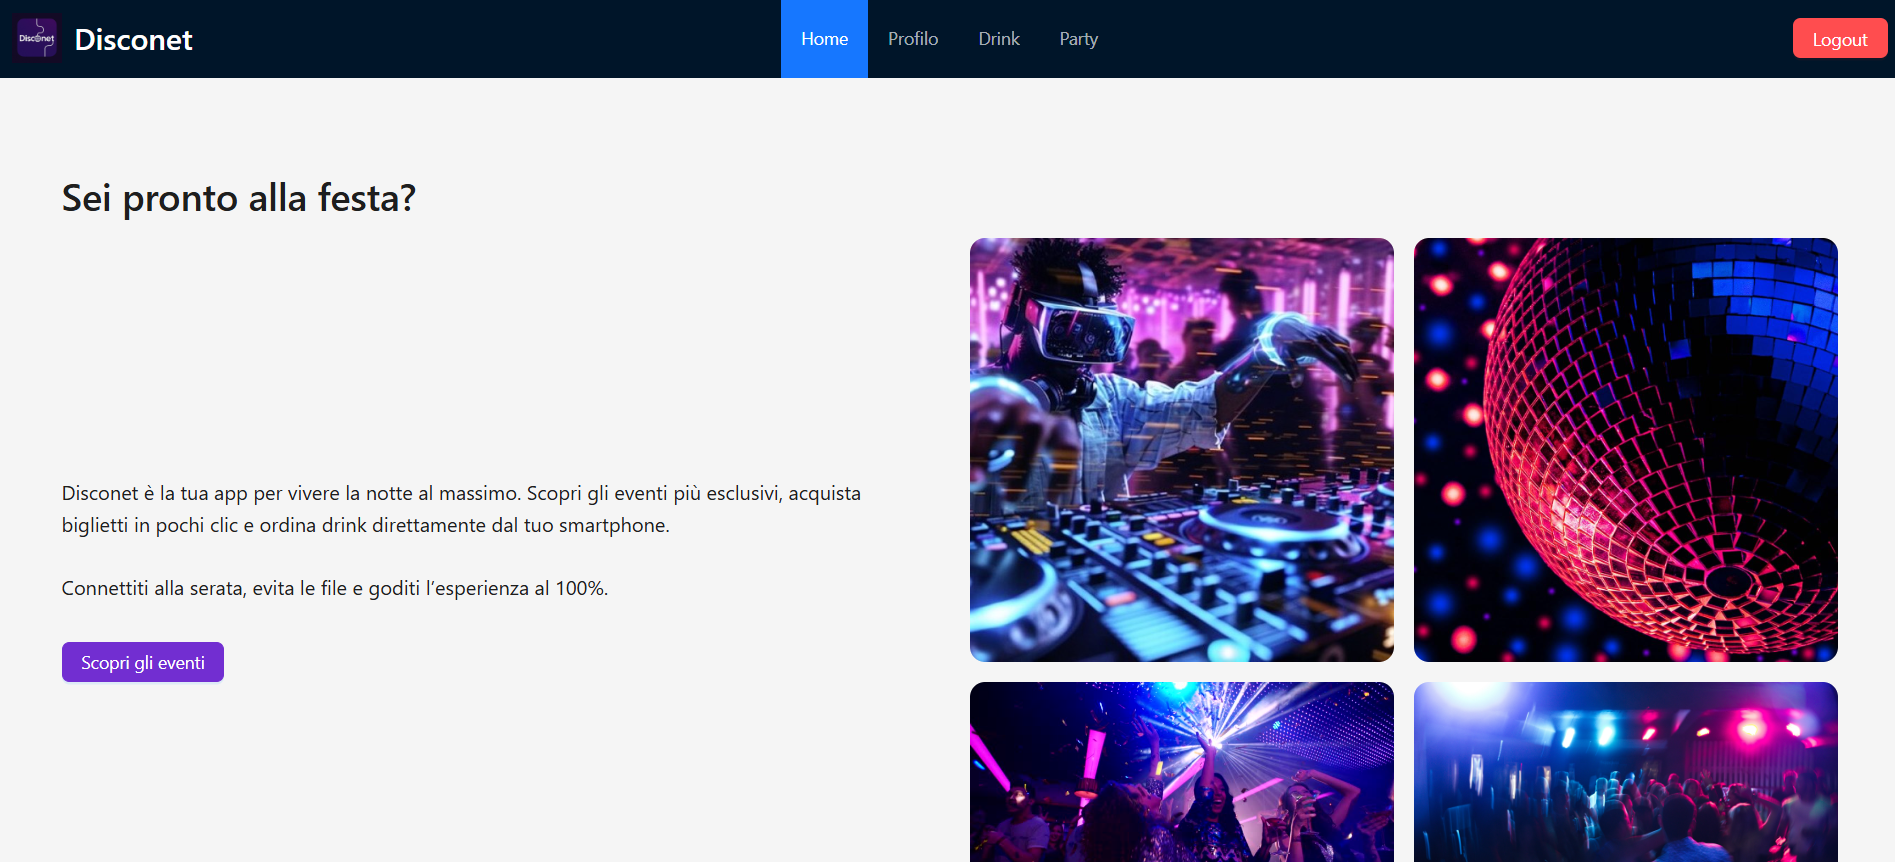 Disconet
Disconet
Home
Profilo
Drink
Party
Logout
Sei pronto alla festa?
Disconet è la tua app per vivere la notte al massimo. Scopri gli eventi più esclusivi, acquista
biglietti in pochi clic e ordina drink direttamente dal tuo smartphone.
Connettiti alla serata, evita le file e goditi l’esperienza al 100%.
Scopri gli eventi